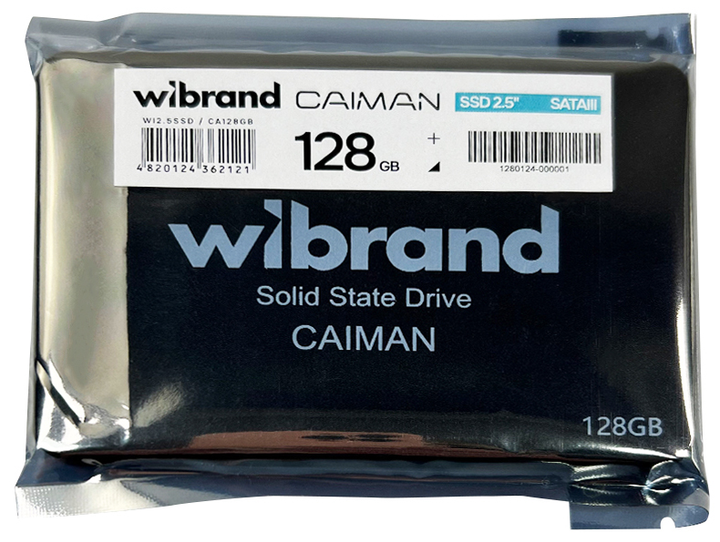 wibrand CAIMAN SSD 2.5" SATAIII
WI2.5SSD / CA128GB
128 GB
4 820124 362121
1280124-000001
wibrand
Solid State Drive
CAIMAN
128GB